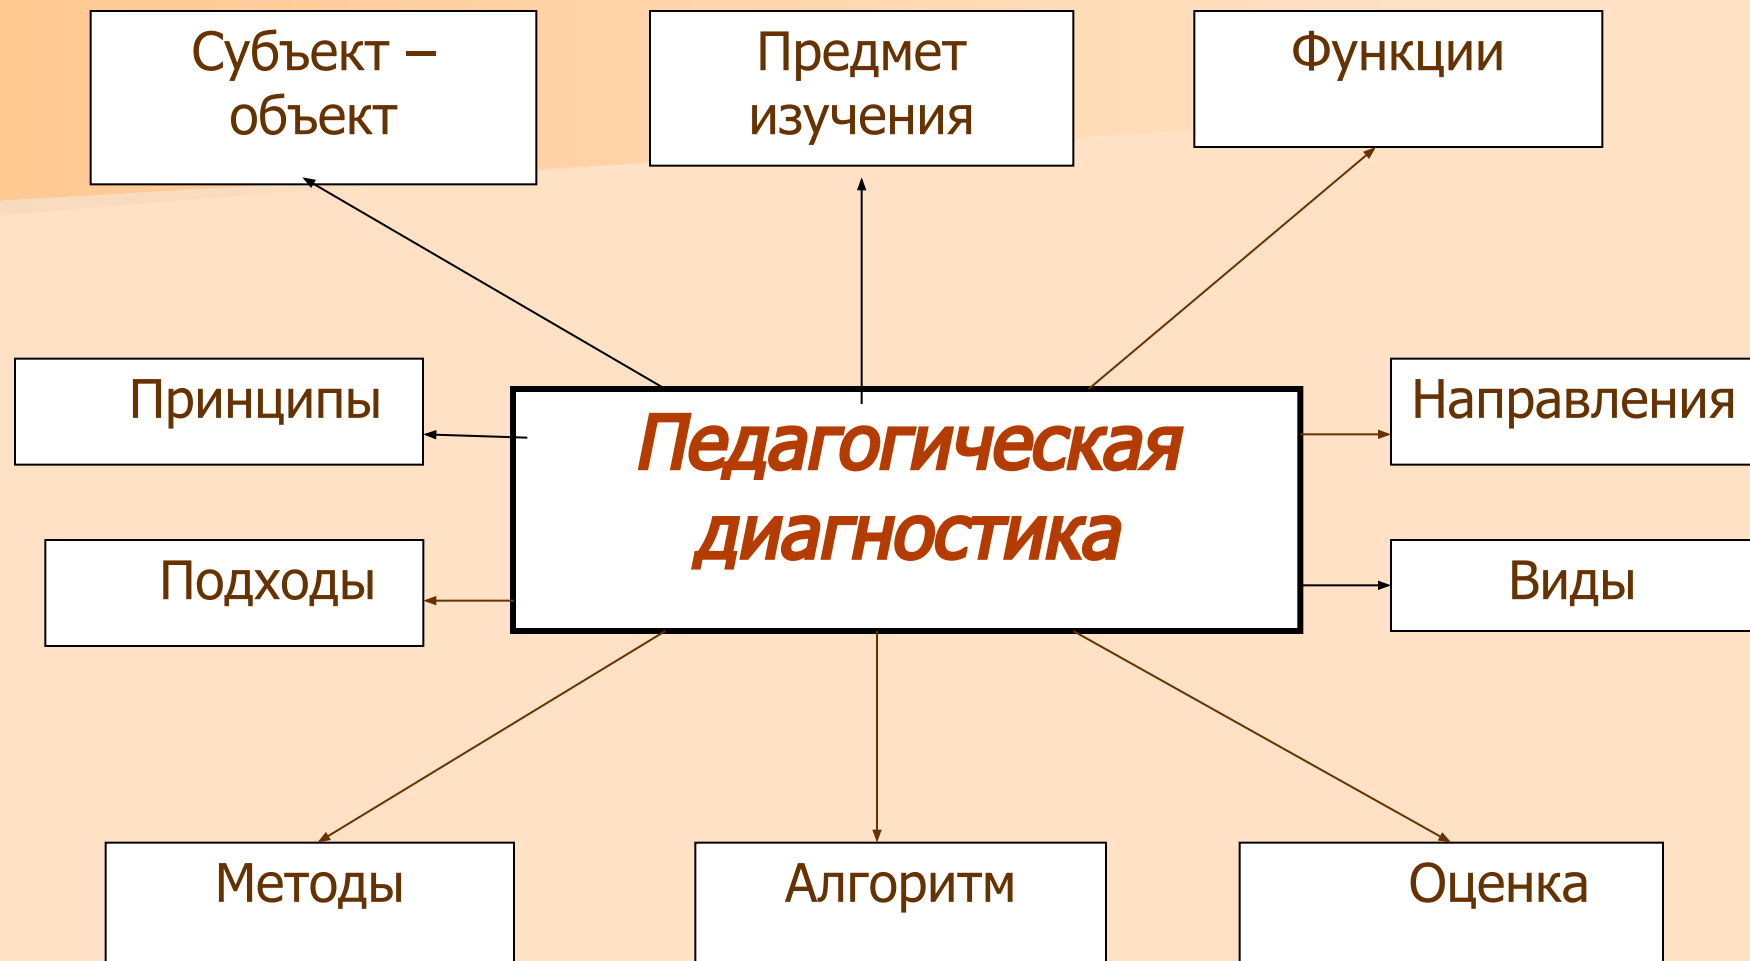 Субъект –
объект
Предмет
изучения
Функции
Принципы
Направления
Педагогическая
диагностика
Подходы
Виды
Методы
Алгоритм
Оценка